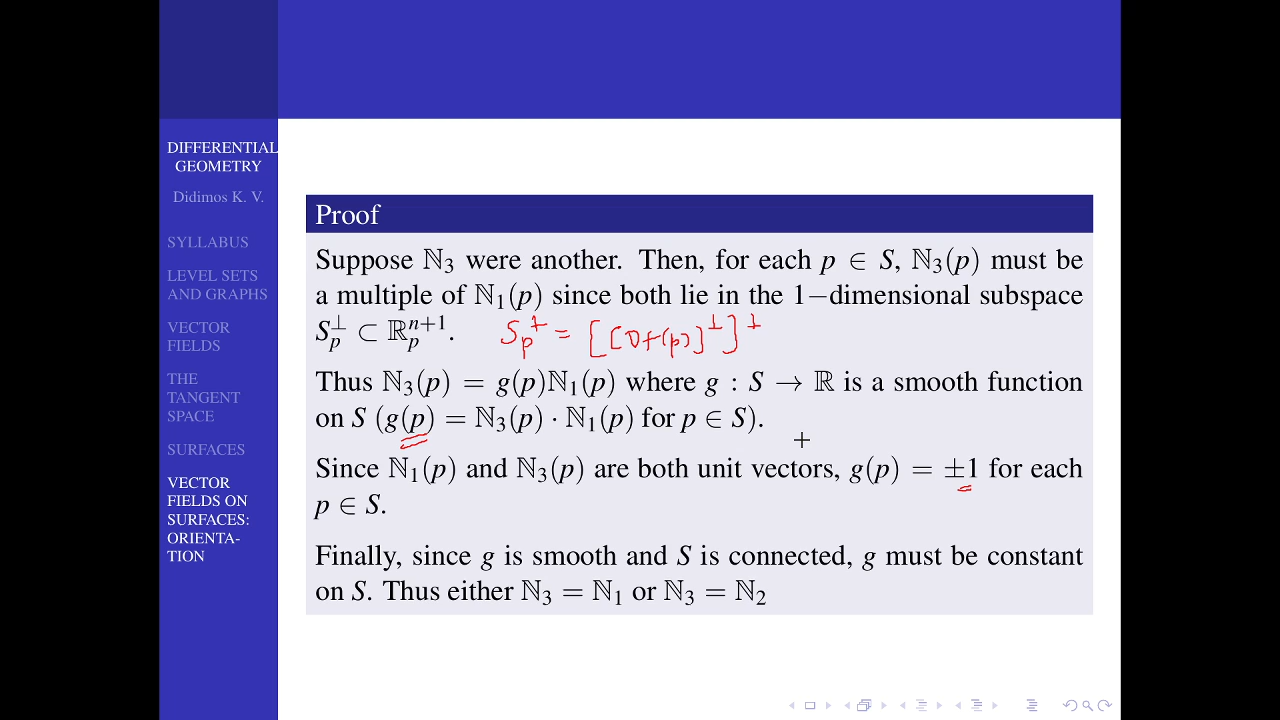 DIFFERENTIAL
GEOMETRY
Didimos K. V.
SYLLABUS
LEVEL SETS
AND GRAPHS
VECTOR
FIELDS
THE
TANGENT
SPACE
SURFACES
VECTOR
FIELDS ON
SURFACES:
ORIENTA-
TION
Proof
Suppose ℕ₃ were another. Then, for each p ∈ S, ℕ₃(p) must be
a multiple of ℕ₁(p) since both lie in the 1−dimensional subspace
S_p^⊥ ⊂ ℝ_p^{n+1}. S_p^⊥ = [[∇f(p)]^⊥]^⊥
Thus ℕ₃(p) = g(p)ℕ₁(p) where g : S → ℝ is a smooth function
on S (g(p) = ℕ₃(p) · ℕ₁(p) for p ∈ S).
Since ℕ₁(p) and ℕ₃(p) are both unit vectors, g(p) = ±1 for each
p ∈ S.
Finally, since g is smooth and S is connected, g must be constant
on S. Thus either ℕ₃ = ℕ₁ or ℕ₃ = ℕ₂